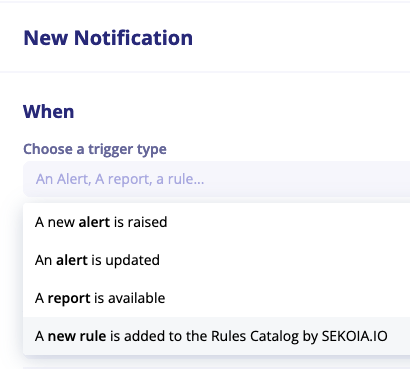 New Notification
When
Choose a trigger type
An Alert, A report, a rule...
A new alert is raised
An alert is updated
A report is available
A new rule is added to the Rules Catalog by SEKOIA.IO